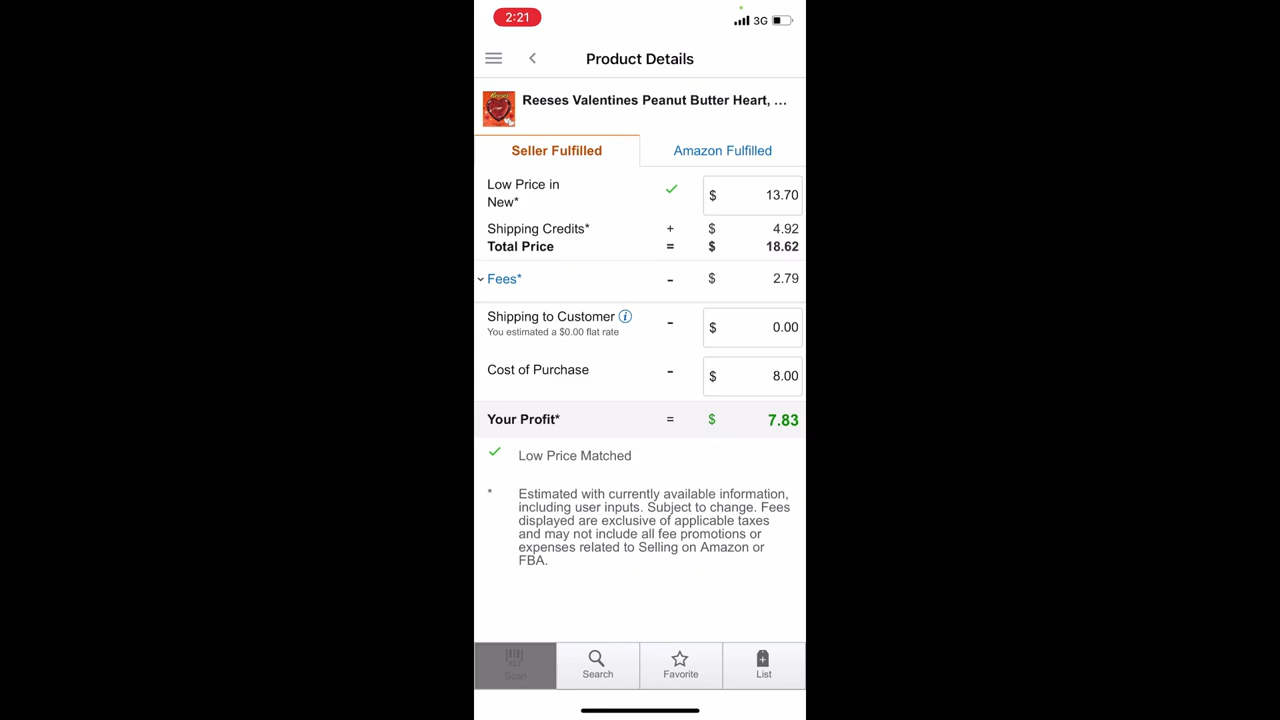 2:21
3G
Product Details
Reeses Valentines Peanut Butter Heart, ...
Seller Fulfilled
Amazon Fulfilled
Low Price in
New*
$ 13.70
Shipping Credits* + $ 4.92
Total Price = $ 18.62
Fees* - $ 2.79
Shipping to Customer - $ 0.00
You estimated a $0.00 flat rate
Cost of Purchase - $ 8.00
Your Profit* = $ 7.83
Low Price Matched
* Estimated with currently available information,
including user inputs. Subject to change. Fees
displayed are exclusive of applicable taxes
and may not include all fee promotions or
expenses related to Selling on Amazon or
FBA.
Scan
Search
Favorite
List